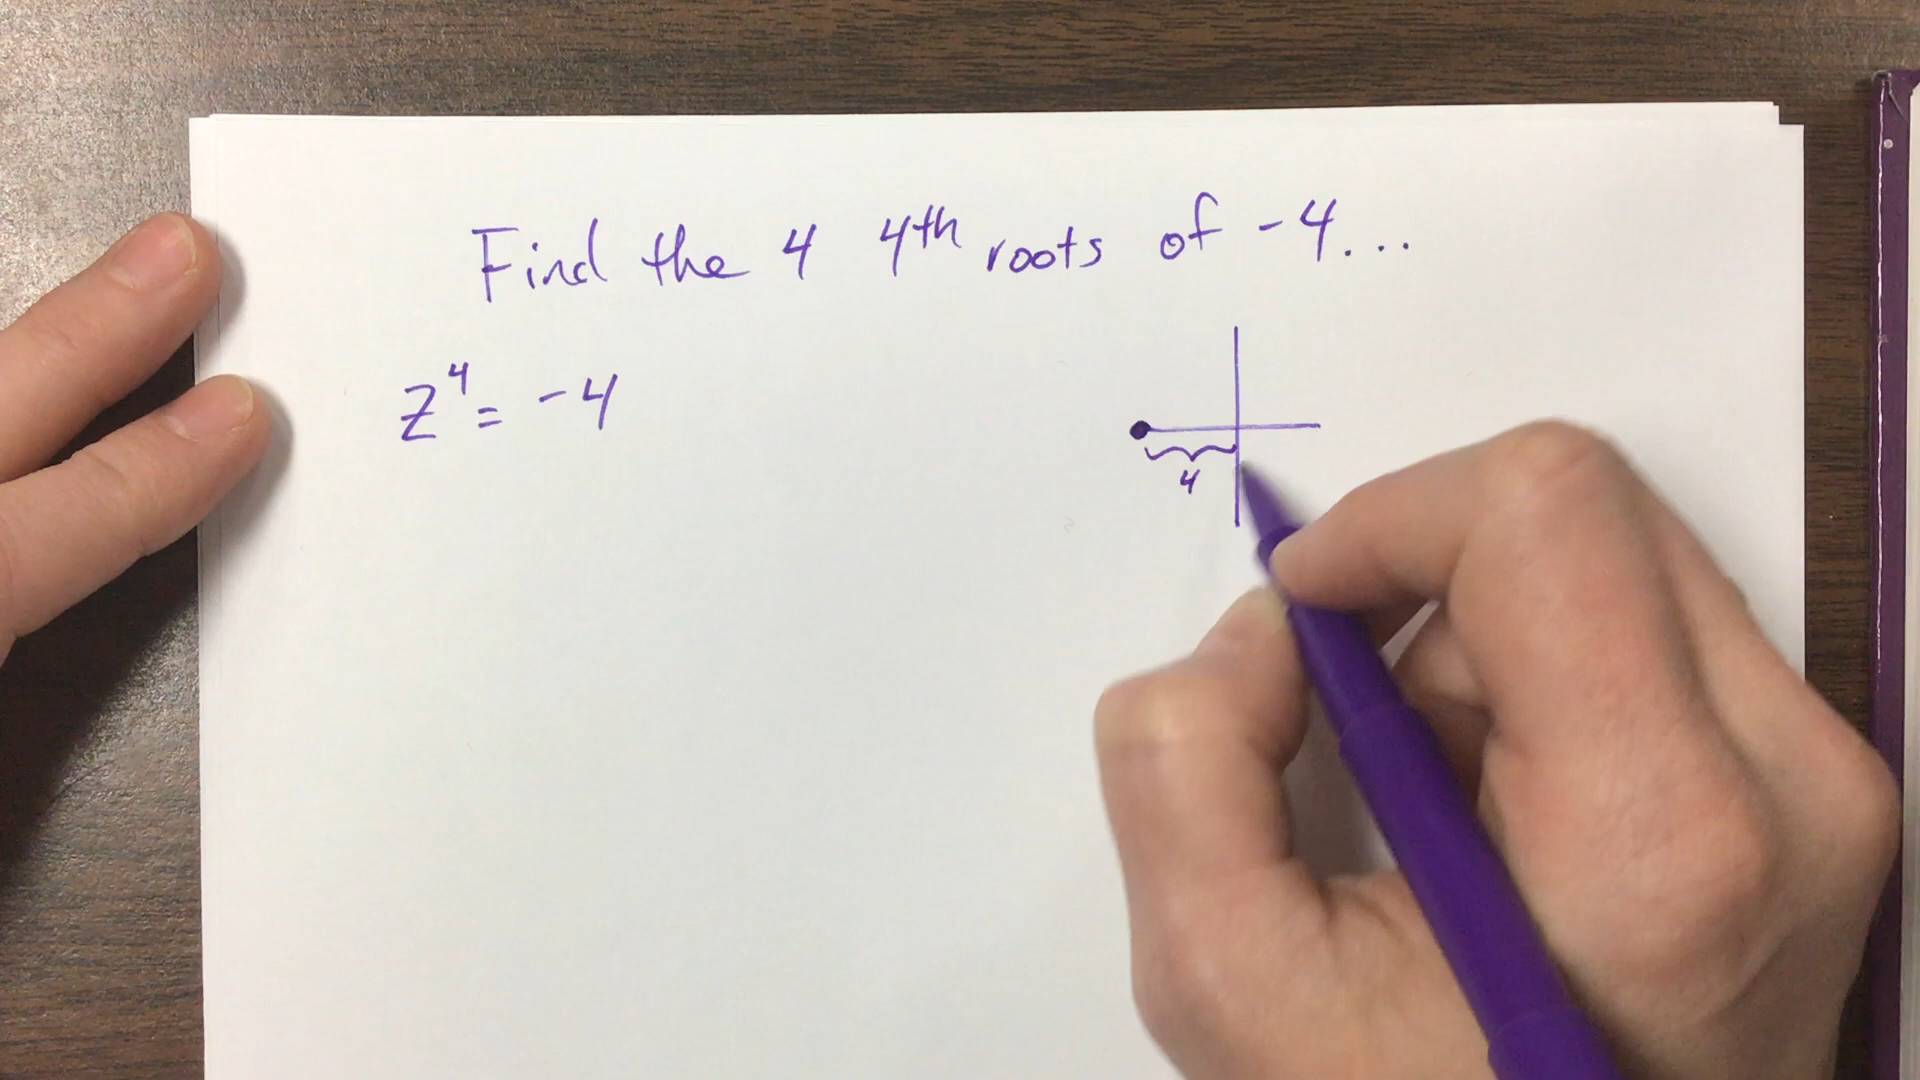 Find the 4 4th roots of -4...
z⁴ = -4
4